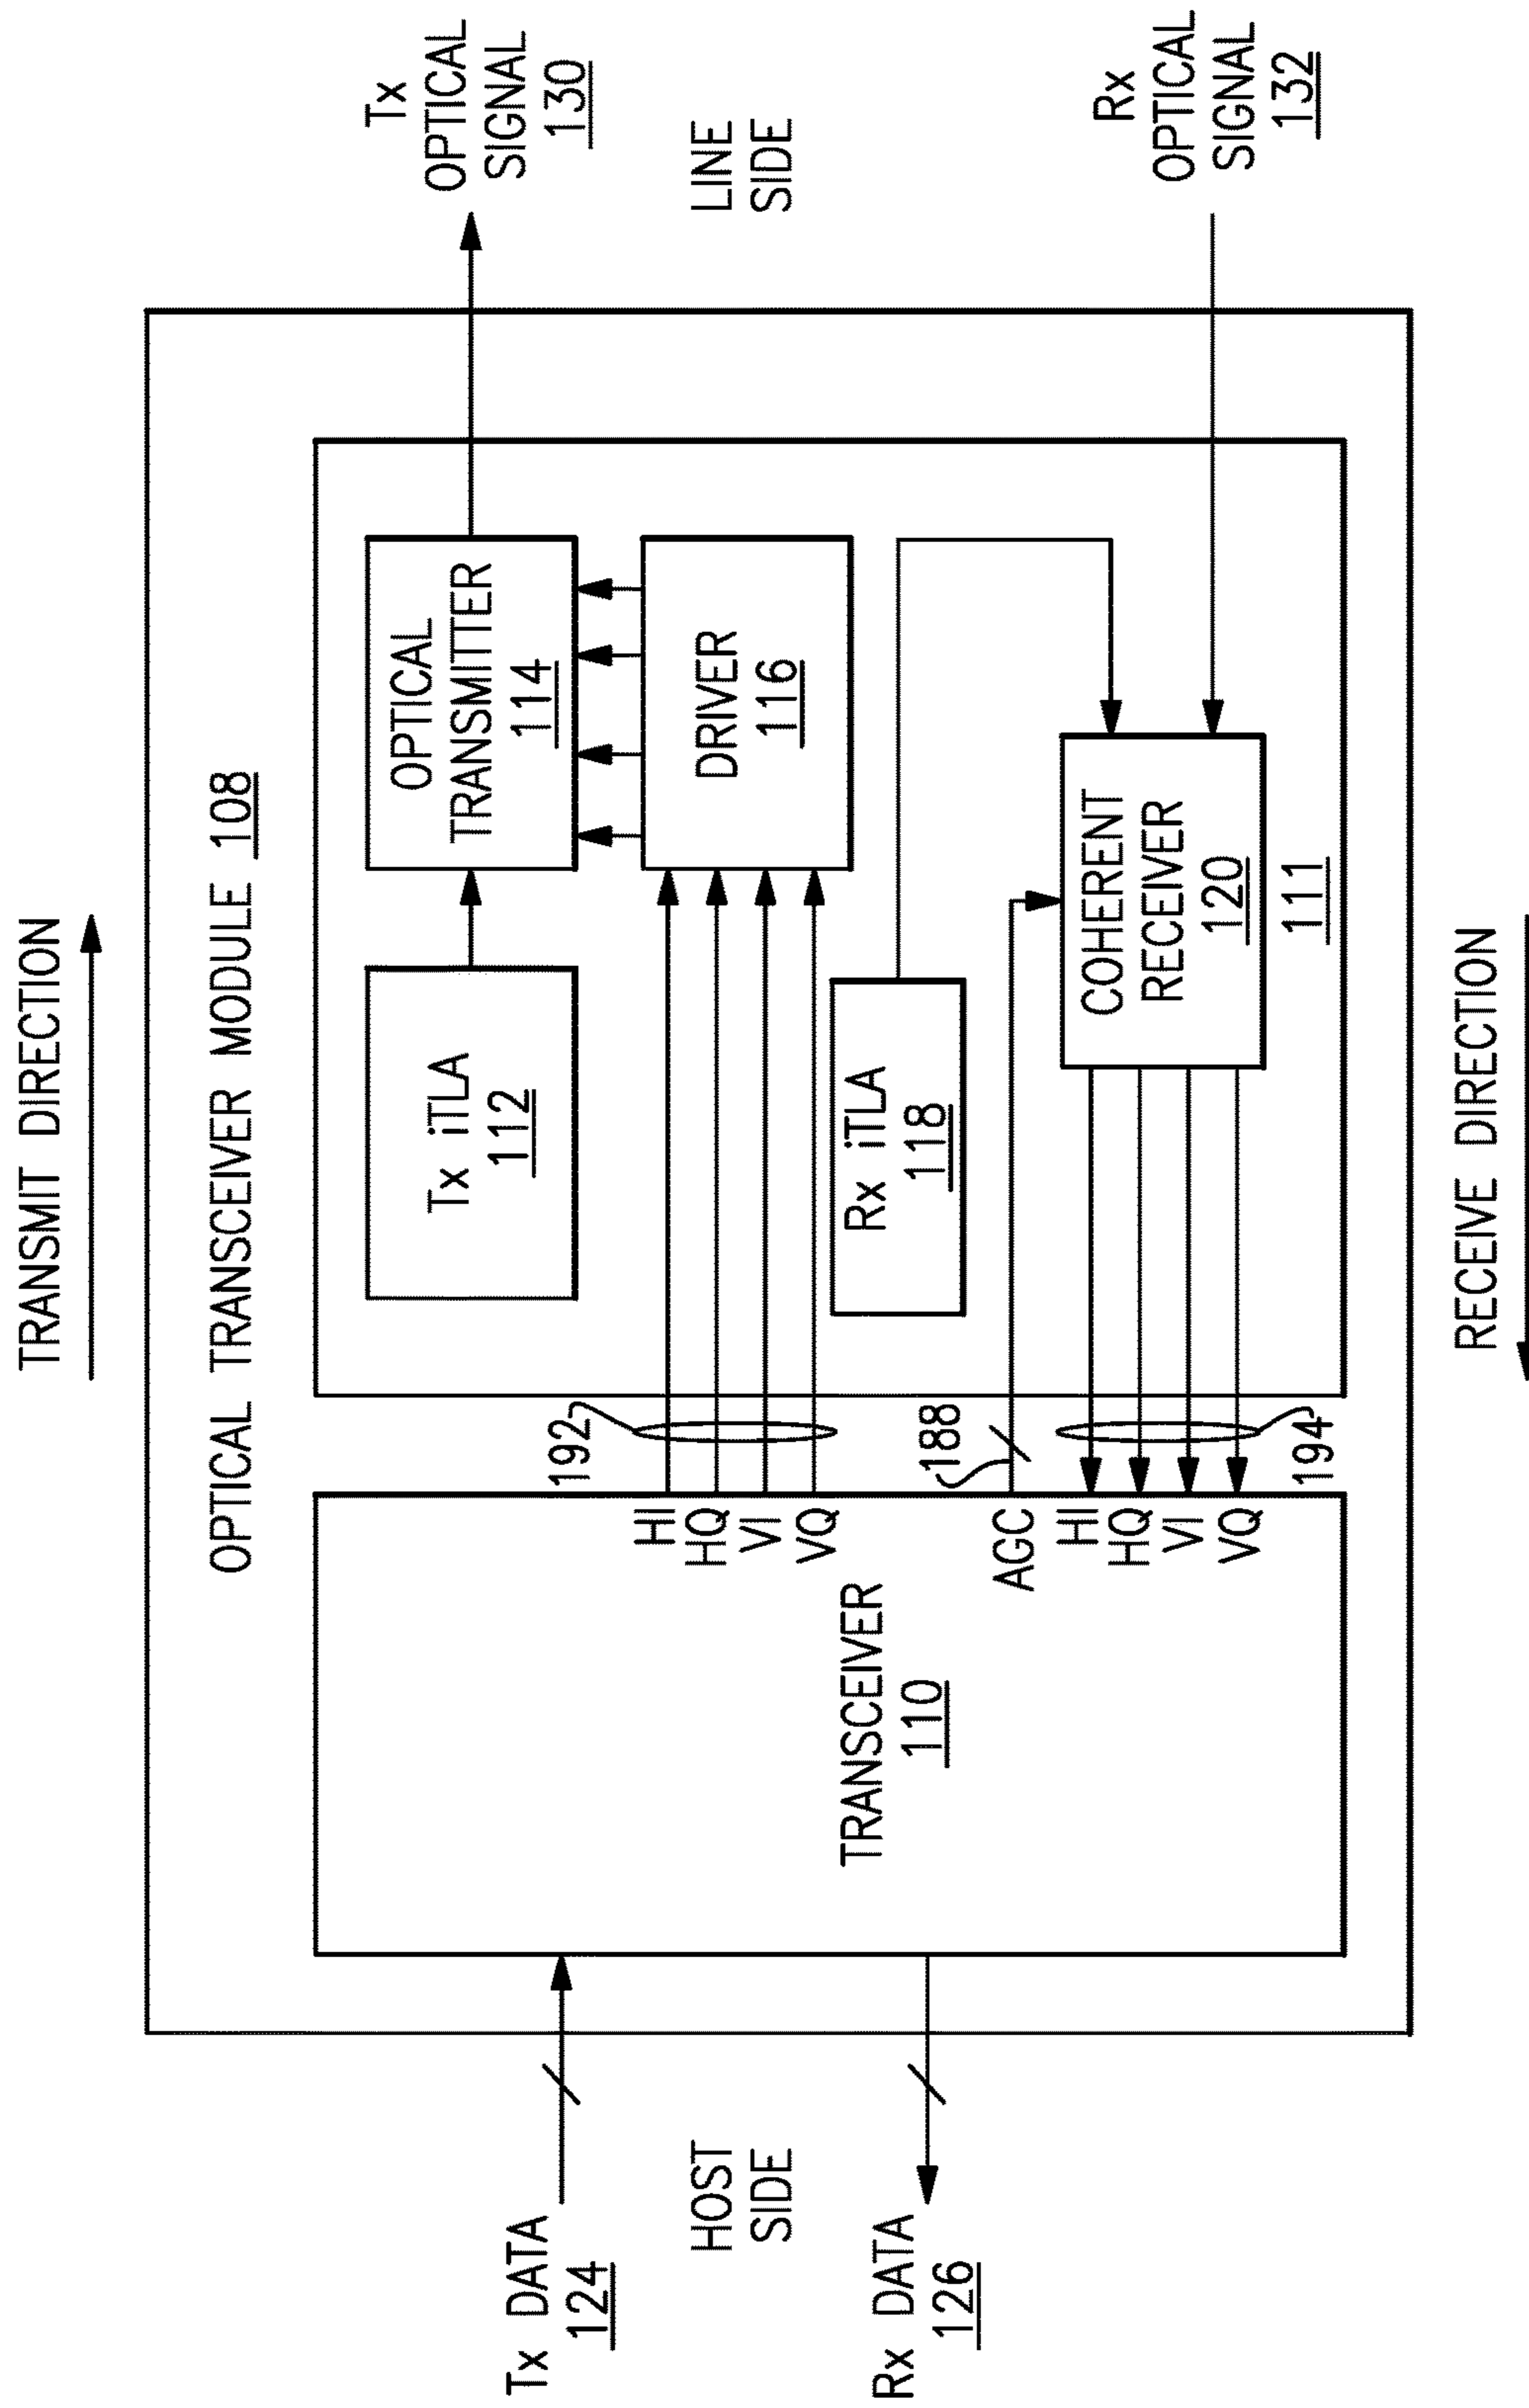 TRANSMIT DIRECTION
OPTICAL TRANSCEIVER MODULE 108
Tx DATA
124
HOST
SIDE
Rx DATA
126
TRANSCEIVER
110
HI
HQ
VI
VQ
AGC
HI
HQ
VI
VQ
192
188
194
Tx iTLA
112
OPTICAL
TRANSMITTER
114
DRIVER
116
Rx iTLA
118
COHERENT
RECEIVER
120
111
Tx
OPTICAL
SIGNAL
130
LINE
SIDE
Rx
OPTICAL
SIGNAL
132
RECEIVE DIRECTION